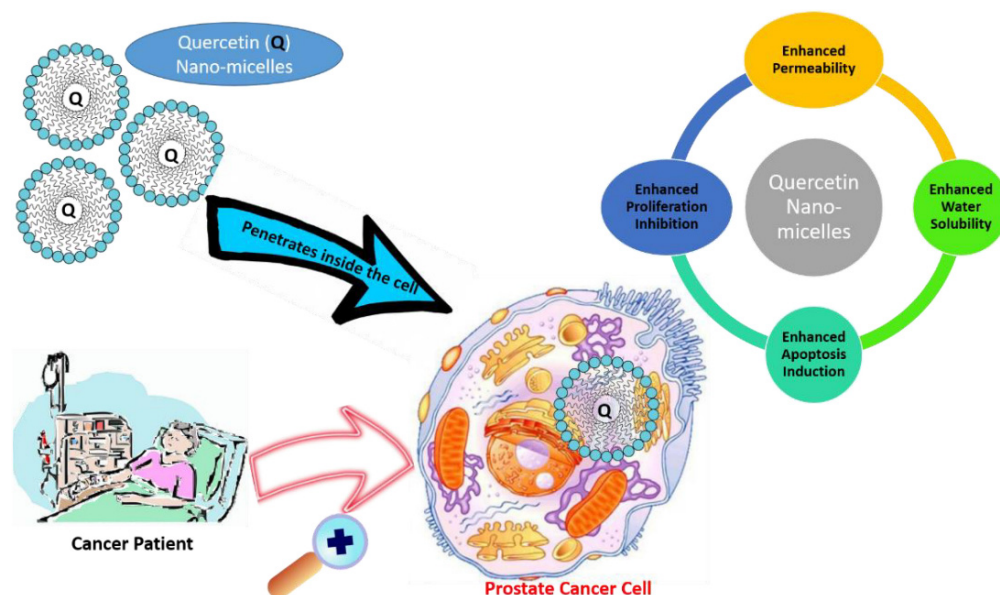 Quercetin (Q)
Nano-micelles
Q
Q
Q
Penetrates inside the cell
Q
Cancer Patient
Prostate Cancer Cell
Enhanced
Permeability
Enhanced
Proliferation
Inhibition
Quercetin
Nano-
micelles
Enhanced
Water
Solubility
Enhanced
Apoptosis
Induction